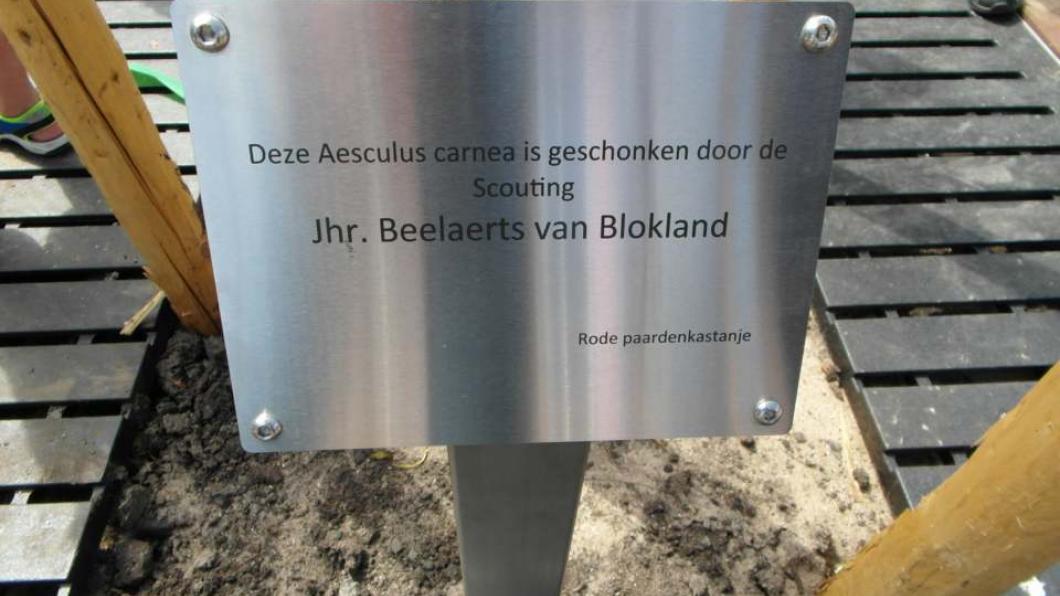 Deze Aesculus carnea is geschonken door de
Scouting
Jhr. Beelaerts van Blokland
Rode paardenkastanje